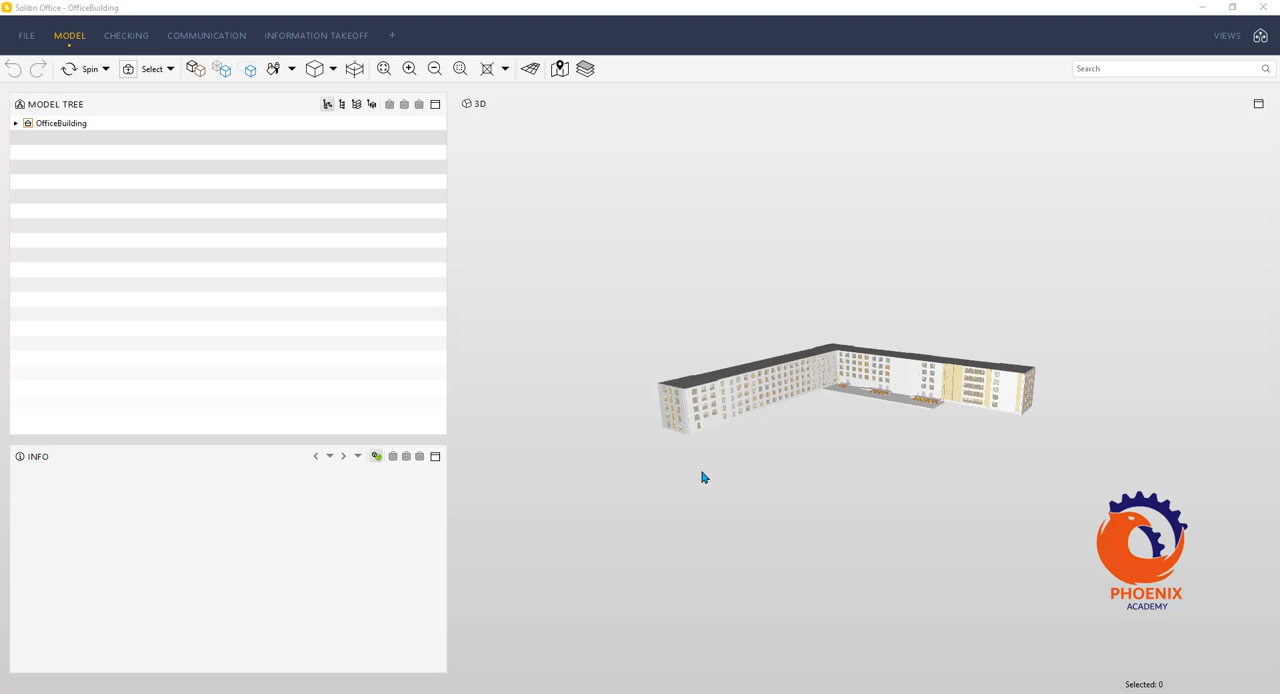 Solibri Office - OfficeBuilding
FILE MODEL CHECKING COMMUNICATION INFORMATION TAKEOFF + VIEWS
Spin Select Search
MODEL TREE
3D
OfficeBuilding
INFO
PHOENIX
ACADEMY
Selected: 0